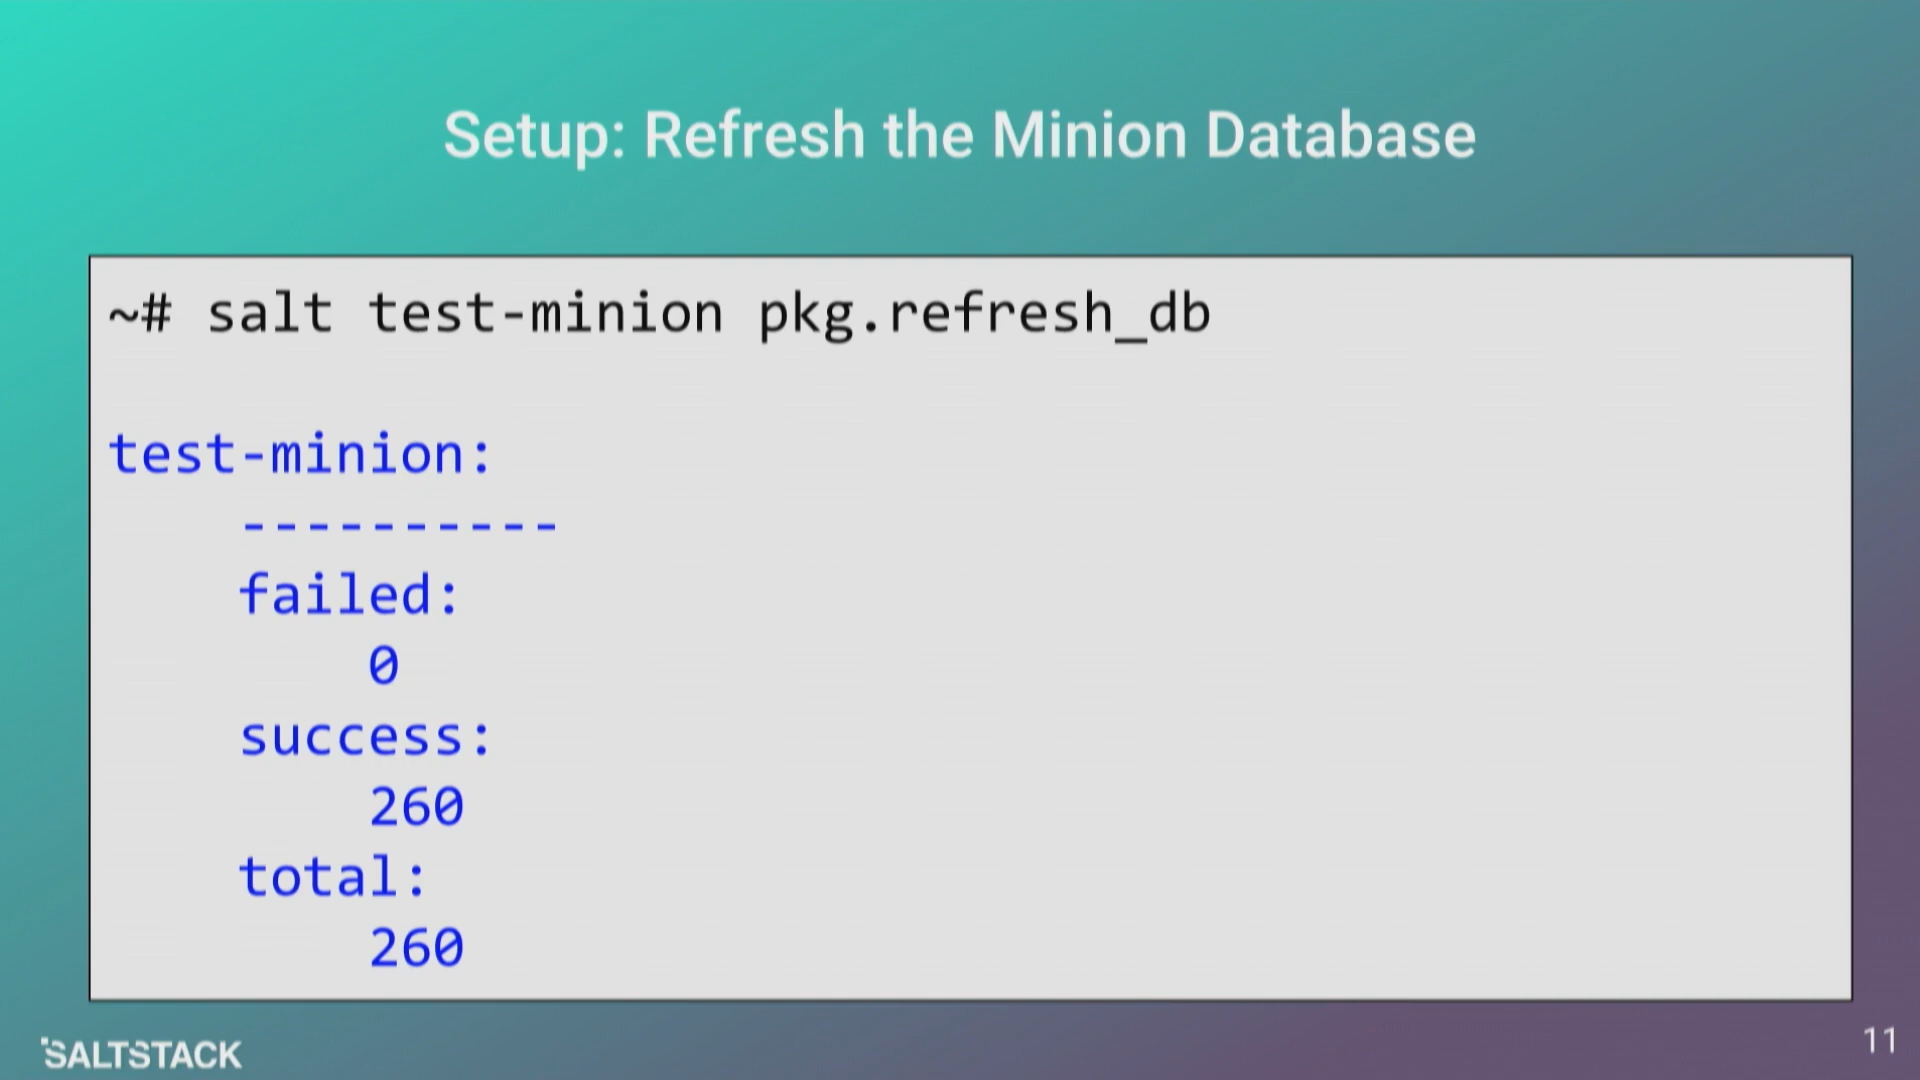 Setup: Refresh the Minion Database
~# salt test-minion pkg.refresh_db
test-minion:
----------
failed:
0
success:
260
total:
260
SALTSTACK
11